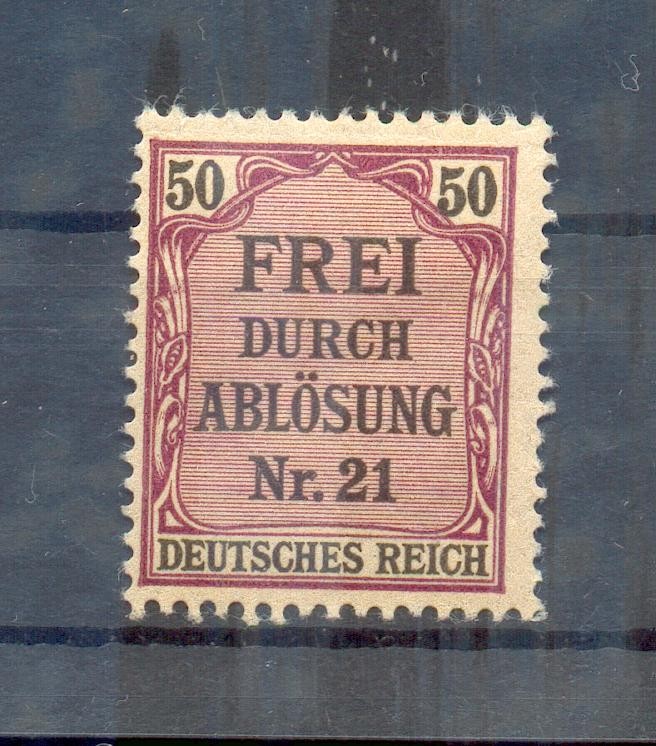 50 50
FREI
DURCH
ABLÖSUNG
Nr. 21
DEUTSCHES REICH